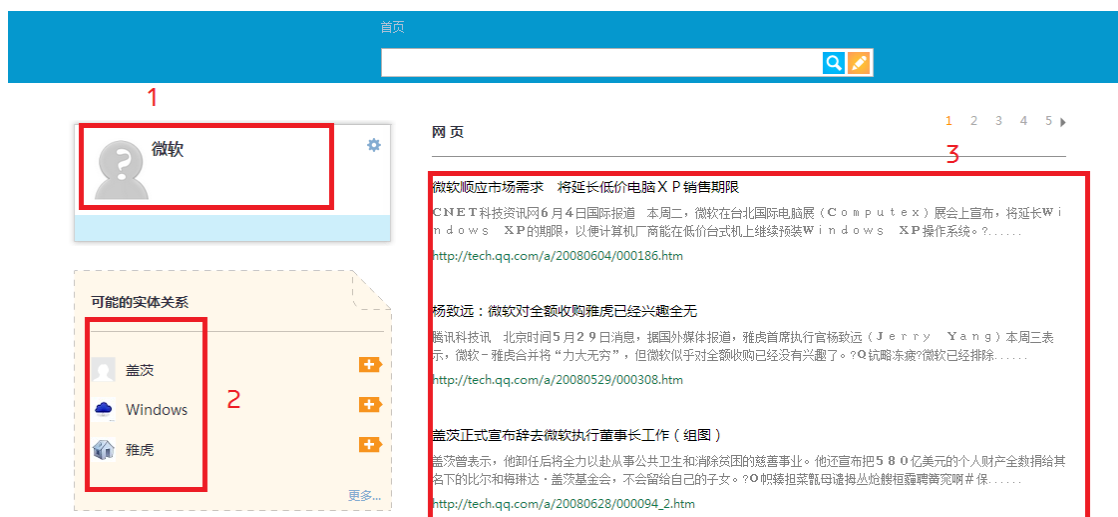 首页
1
微软
可能的实体关系
盖茨
Windows
雅虎
更多...
2
网 页
1 2 3 4 5
3
微软顺应市场需求　将延长低价电脑ＸＰ销售期限
ＣＮＥＴ科技资讯网６月４日国际报道　本周二，微软在台北国际电脑展（Ｃｏｍｐｕｔｅｘ）展会上宣布，将延长Ｗｉ
ｎｄｏｗｓ　ＸＰ的期限，以便计算机厂商能在低价台式机上继续预装Ｗｉｎｄｏｗｓ　ＸＰ操作系统。?......
http://tech.qq.com/a/20080604/000186.htm
杨致远：微软对全额收购雅虎已经兴趣全无
腾讯科技讯　北京时间５月２９日消息，据国外媒体报道，雅虎首席执行官杨致远（Ｊｅｒｒｙ　Ｙａｎｇ）本周三表
示，微软－雅虎合并将“力大无穷”，但微软似乎对全额收购已经没有兴趣了。?Q抗略冻疲?微软已经排除......
http://tech.qq.com/a/20080529/000308.htm
盖茨正式宣布辞去微软执行董事长工作（组图）
盖茨曾表示，他卸任后将全力以赴从事公共卫生和消除贫困的慈善事业。他还宣布把５８０亿美元的个人财产全数捐给其
名下的比尔和梅琳达·盖茨基金会，不会留给自己的子女。?O
http://tech.qq.com/a/20080628/000094_2.htm